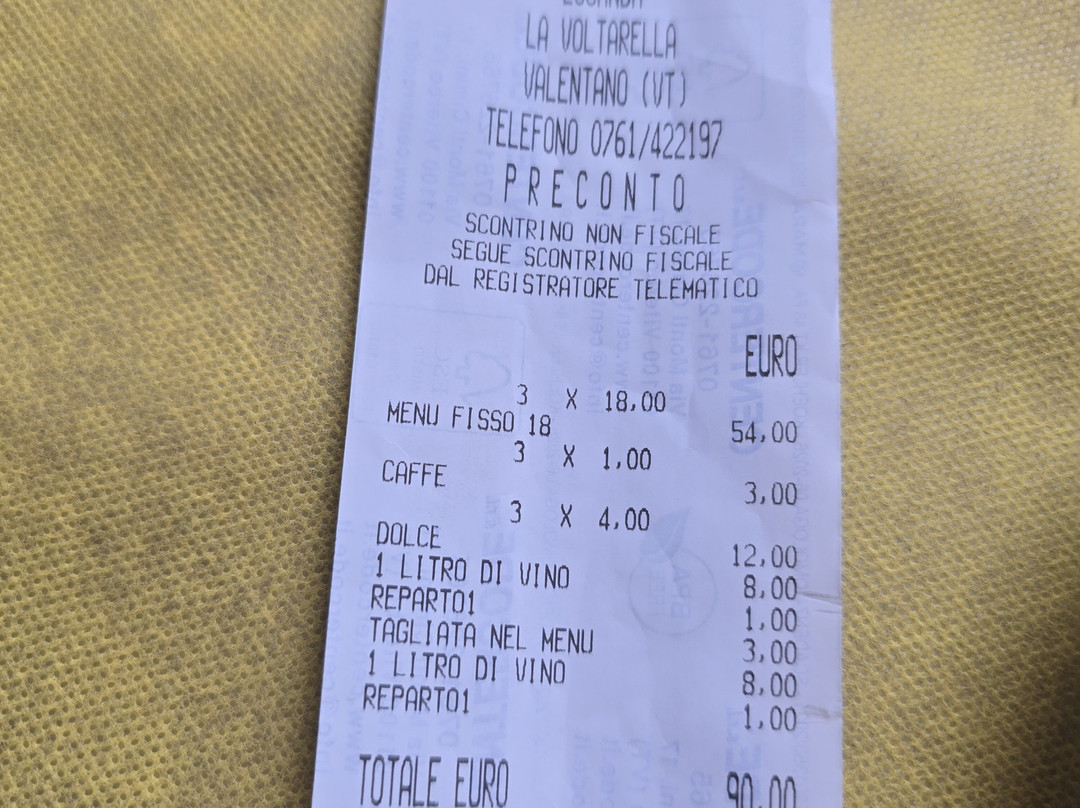 LOCANDA
LA VOLTARELLA
VALENTANO (VT)
TELEFONO 0761/422197
PRECONTO
SCONTRINO NON FISCALE
SEGUE SCONTRINO FISCALE
DAL REGISTRATORE TELEMATICO
EURO
3 X 18,00
MENU FISSO 18 54,00
3 X 1,00
CAFFE 3,00
3 X 4,00
DOLCE 12,00
1 LITRO DI VINO 8,00
REPARTO1 1,00
TAGLIATA NEL MENU 3,00
1 LITRO DI VINO 8,00
REPARTO1 1,00
TOTALE EURO 90,00